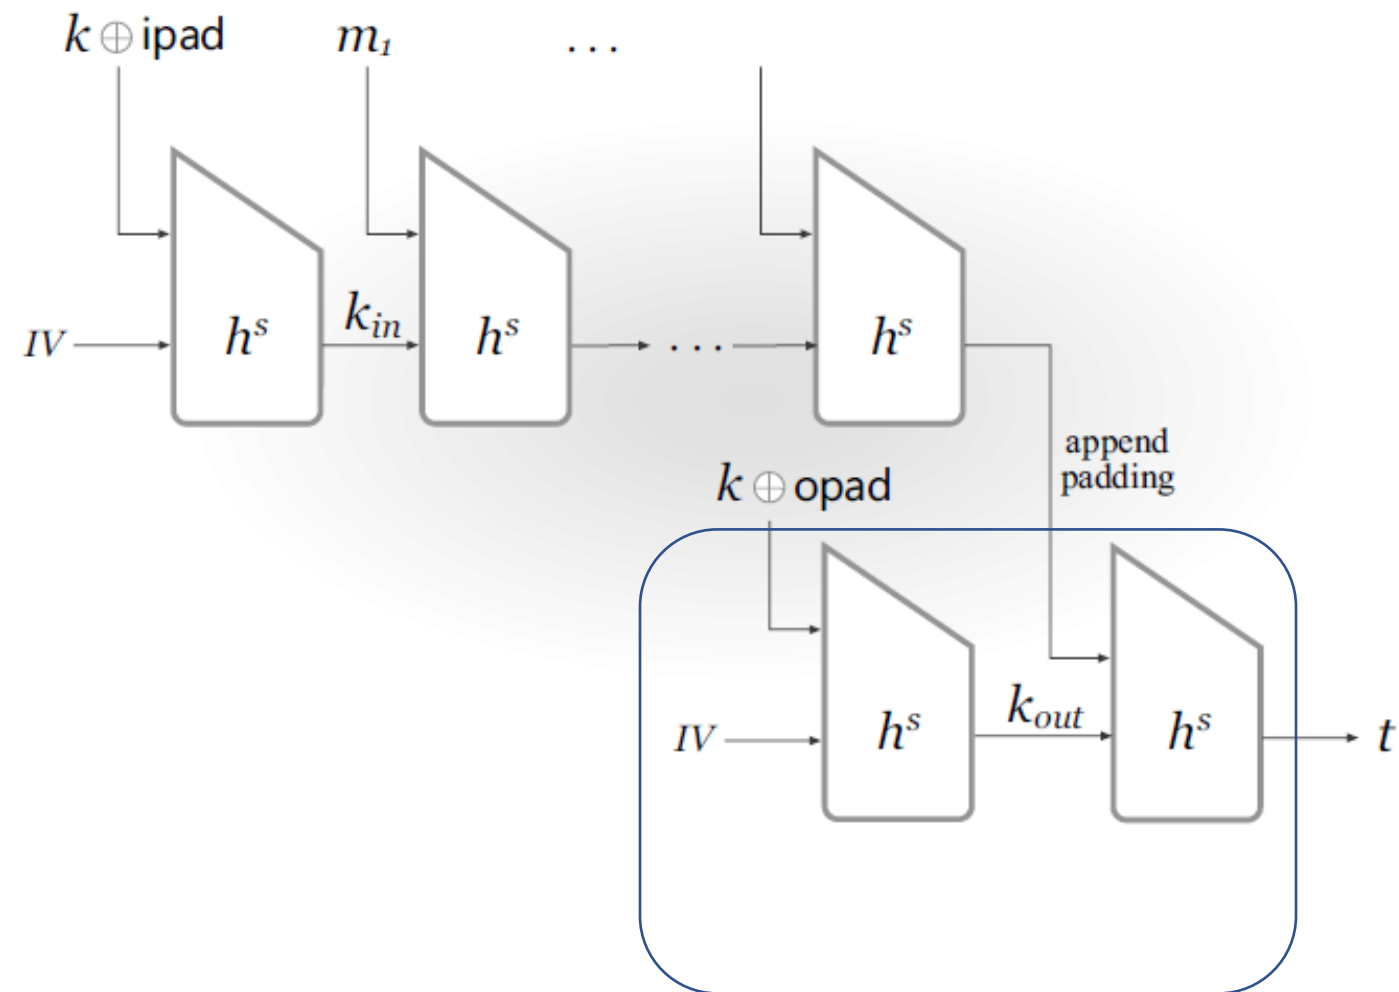 k ⊕ ipad m₁ ...
IV hˢ k_in hˢ ... hˢ
append
padding
k ⊕ opad
IV hˢ k_out hˢ t